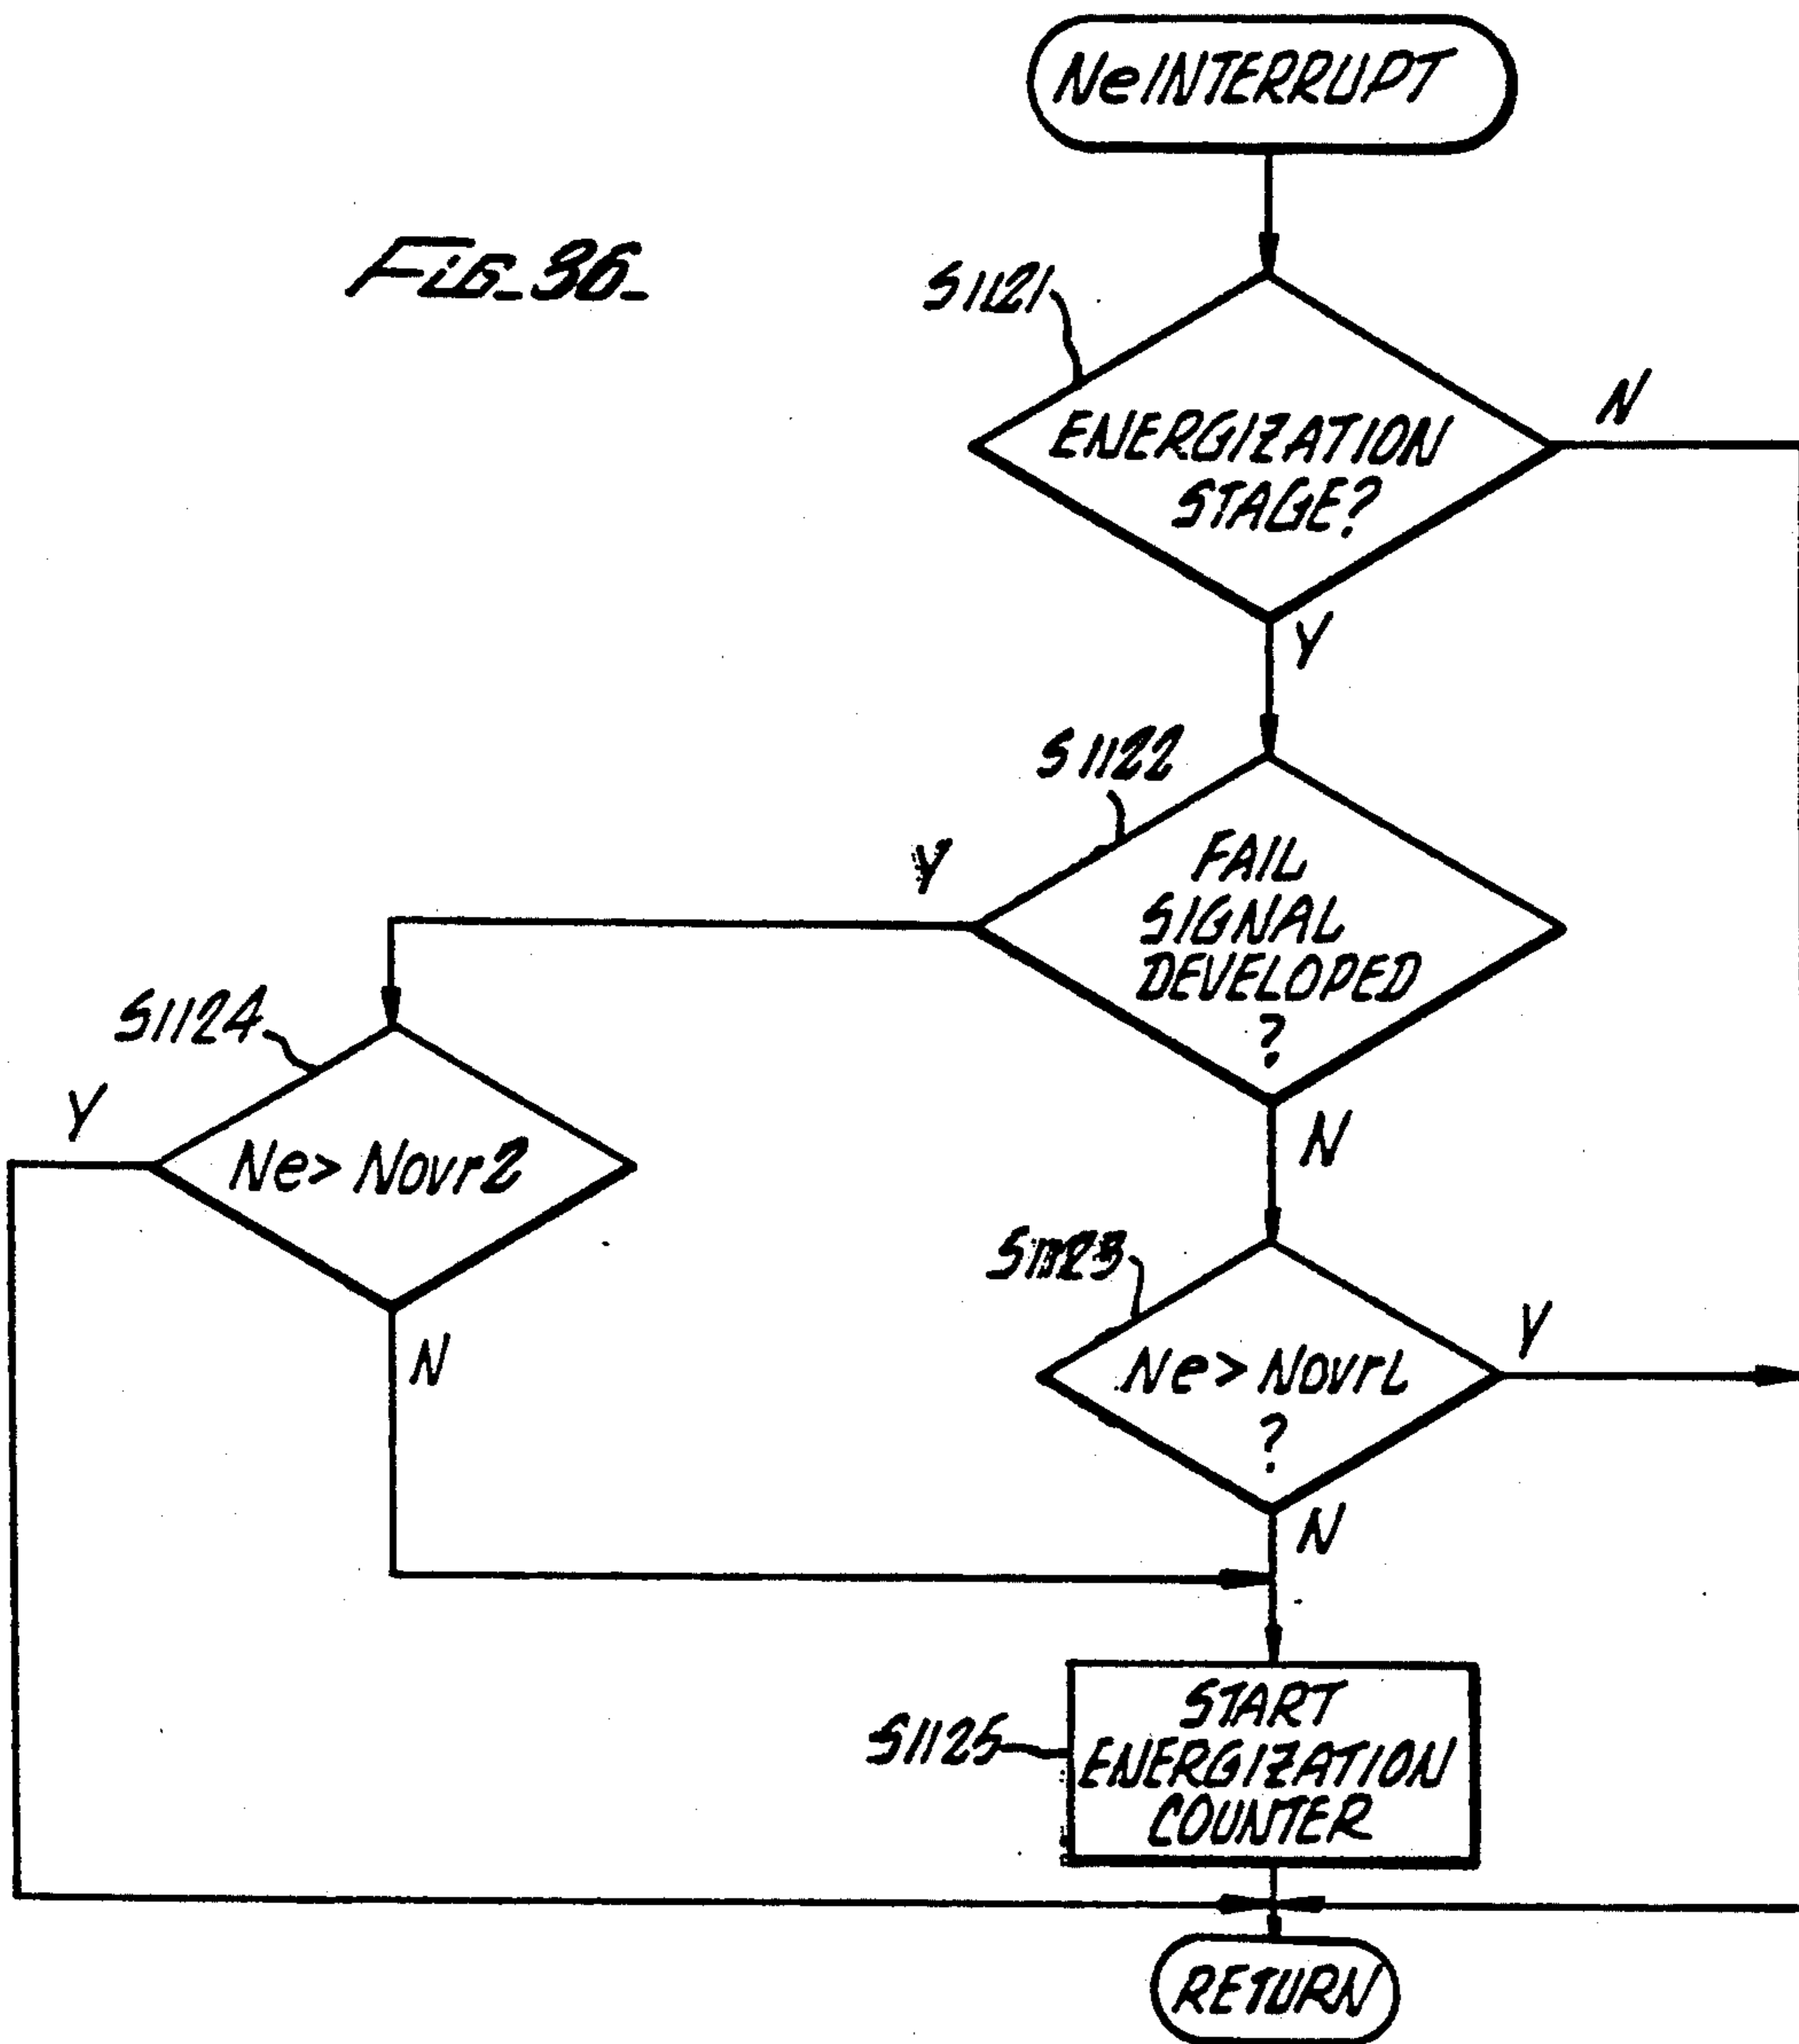 Ne INTERRUPT
FIG_36_
S1121
N
ENERGIZATION
STAGE?
Y
S1122
Y
FAIL
SIGNAL
DEVELOPED
?
S1124
Y
N
Ne> Novr2
S1123
N
Y
Ne> NovrL
?
N
S1125
START
ENERGIZATION
COUNTER
RETURN